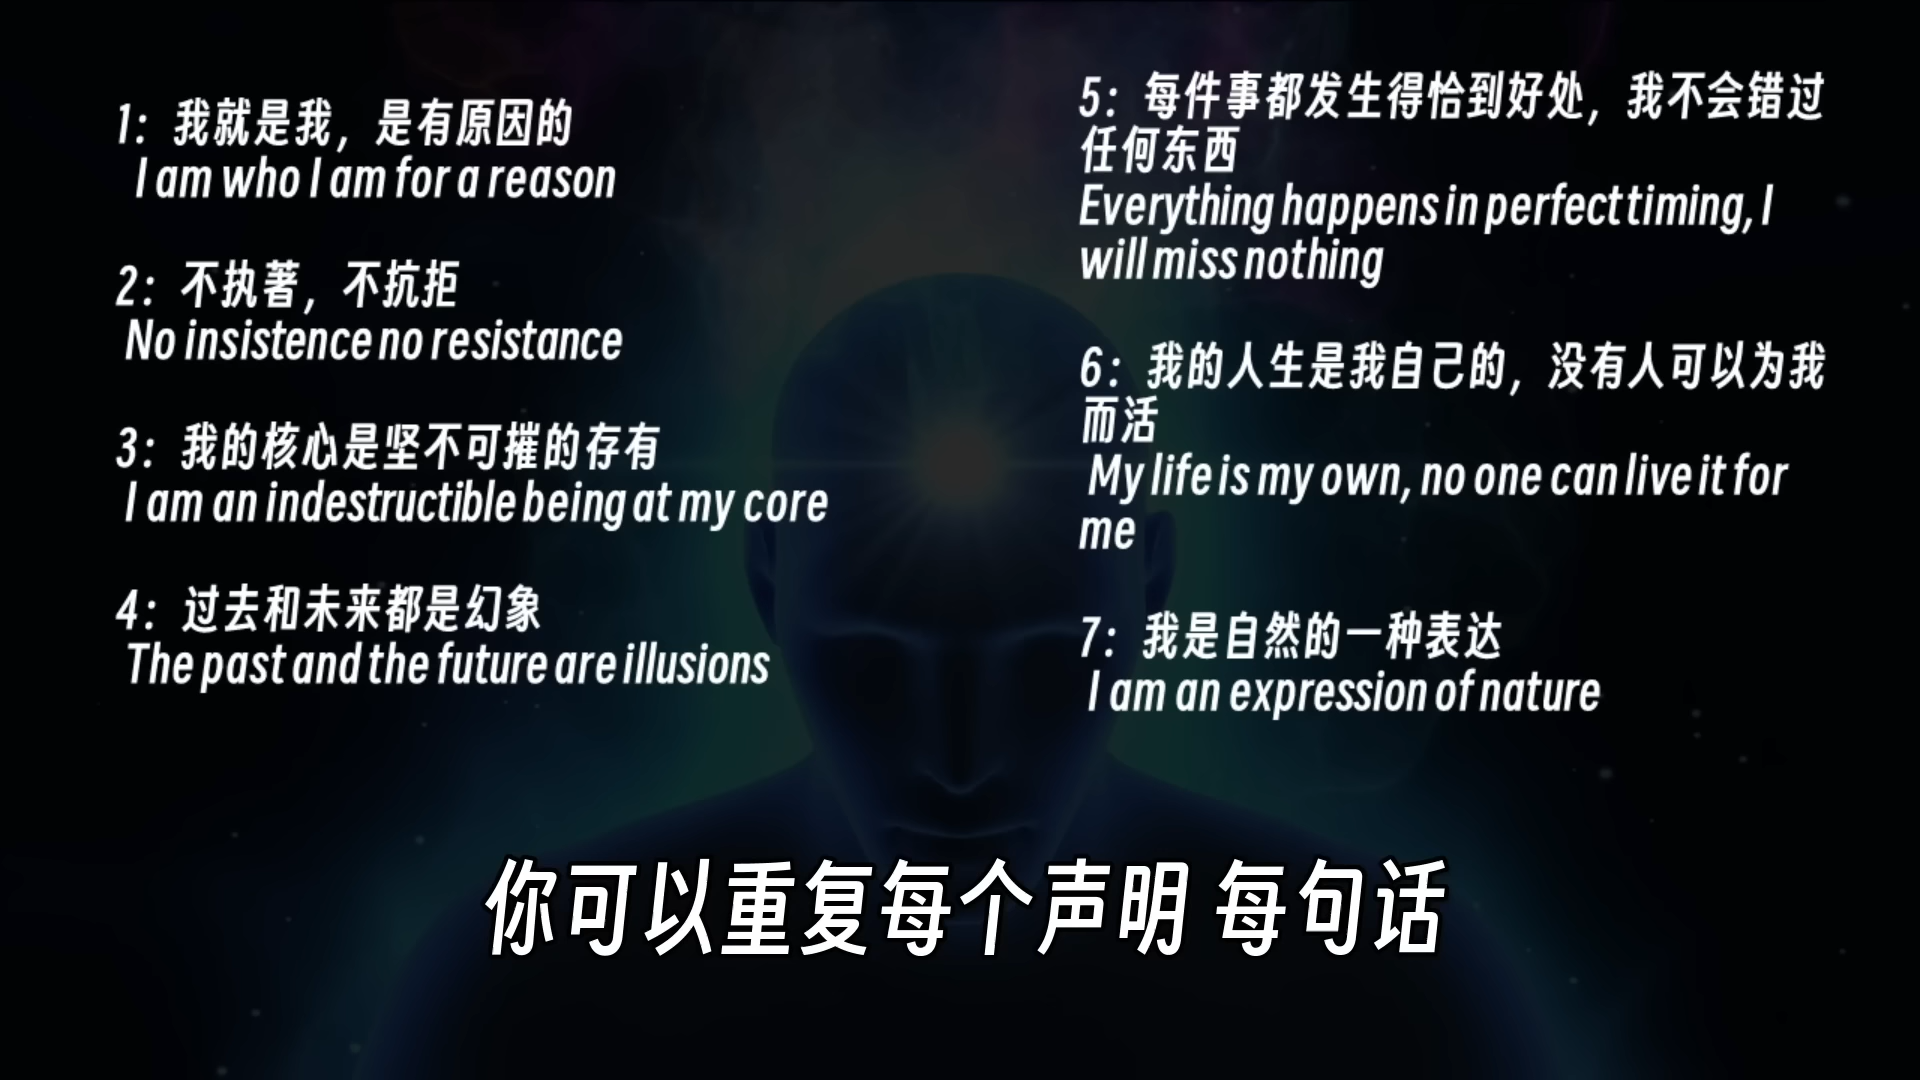 1：我就是我，是有原因的
I am who I am for a reason
2：不执著，不抗拒
No insistence no resistance
3：我的核心是坚不可摧的存有
I am an indestructible being at my core
4：过去和未来都是幻象
The past and the future are illusions
5：每件事都发生得恰到好处，我不会错过
任何东西
Everything happens in perfect timing, I
will miss nothing
6：我的人生是我自己的，没有人可以为我
而活
My life is my own, no one can live it for
me
7：我是自然的一种表达
I am an expression of nature
你可以重复每个声明 每句话